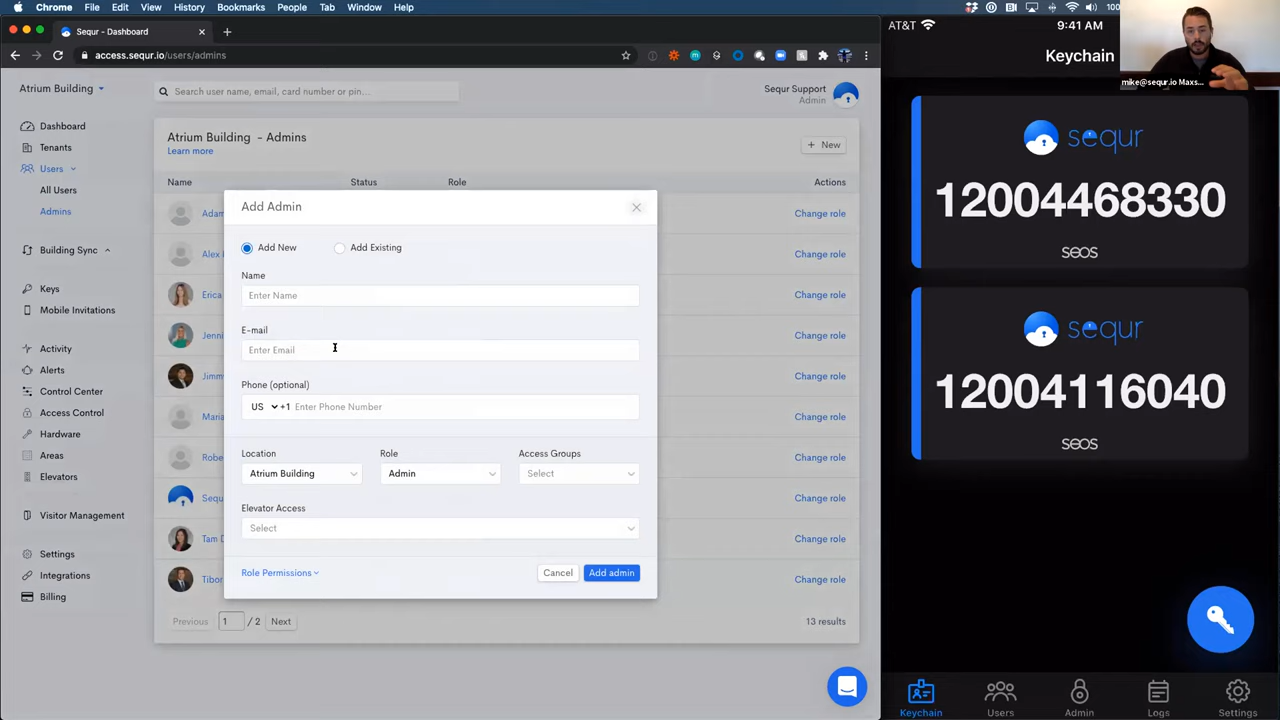 Chrome File Edit View History Bookmarks People Tab Window Help
Sequr - Dashboard
access.sequr.io/users/admins
Atrium Building
Search user name, email, card number or pin...
Sequr Support
Admin
Dashboard
Tenants
Users
All Users
Admins
Building Sync
Keys
Mobile Invitations
Activity
Alerts
Control Center
Access Control
Hardware
Areas
Elevators
Visitor Management
Settings
Integrations
Billing
Atrium Building - Admins
Learn more
+ New
Name Status Role Actions
Adam Change role
Change role
Erica Change role
Change role
Change role
Change role
Change role
Change role
Change role
Change role
Previous 1 / 2 Next
13 results
Add Admin
Add New Add Existing
Name
Enter Name
E-mail
Enter Email
Phone (optional)
US +1 Enter Phone Number
Location Role Access Groups
Atrium Building Admin Select
Elevator Access
Select
Role Permissions
Cancel Add admin
AT&T 9:41 AM
Keychain
mike@sequr.io Maxs...
sequr
12004468330
seos
sequr
12004116040
seos
Keychain Users Admin Logs Settings